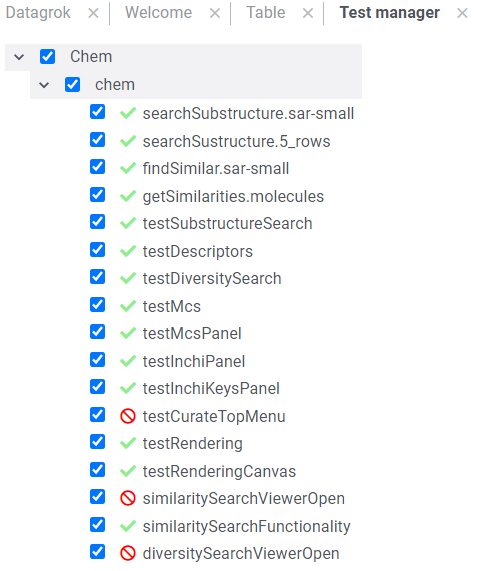 Datagrok Welcome Table Test manager
Chem
chem
searchSubstructure.sar-small
searchSustructure.5_rows
findSimilar.sar-small
getSimilarities.molecules
testSubstructureSearch
testDescriptors
testDiversitySearch
testMcs
testMcsPanel
testInchiPanel
testInchiKeysPanel
testCurateTopMenu
testRendering
testRenderingCanvas
similaritySearchViewerOpen
similaritySearchFunctionality
diversitySearchViewerOpen